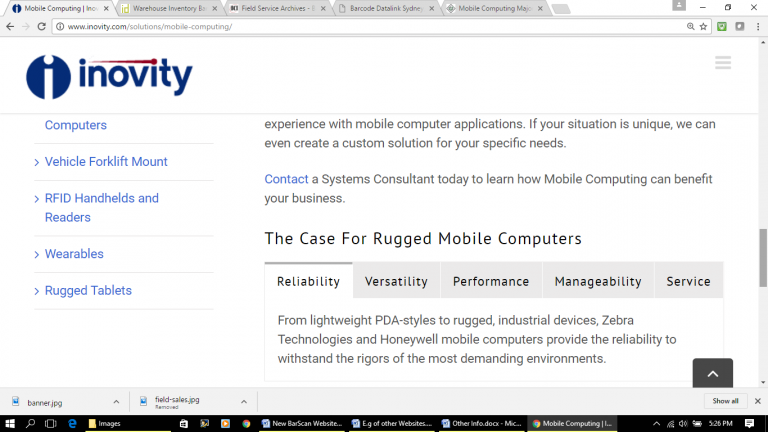 Mobile Computing | Inov
Warehouse Inventory Bo
Field Service Archives – B
Barcode Datalink Sydney
Mobile Computing Majo
www.inovity.com/solutions/mobile-computing/
inovity
Computers
Vehicle Forklift Mount
RFID Handhelds and
Readers
Wearables
Rugged Tablets
experience with mobile computer applications. If your situation is unique, we can
even create a custom solution for your specific needs.
Contact a Systems Consultant today to learn how Mobile Computing can benefit
your business.
The Case For Rugged Mobile Computers
Reliability Versatility Performance Manageability Service
From lightweight PDA-styles to rugged, industrial devices, Zebra
Technologies and Honeywell mobile computers provide the reliability to
withstand the rigors of the most demanding environments.
banner.jpg
field-sales.jpg
Removed
Show all
Images
New BarScan Website...
E.g of other Websites....
Other Info.docx - Micr...
Mobile Computing | I...
5:26 PM